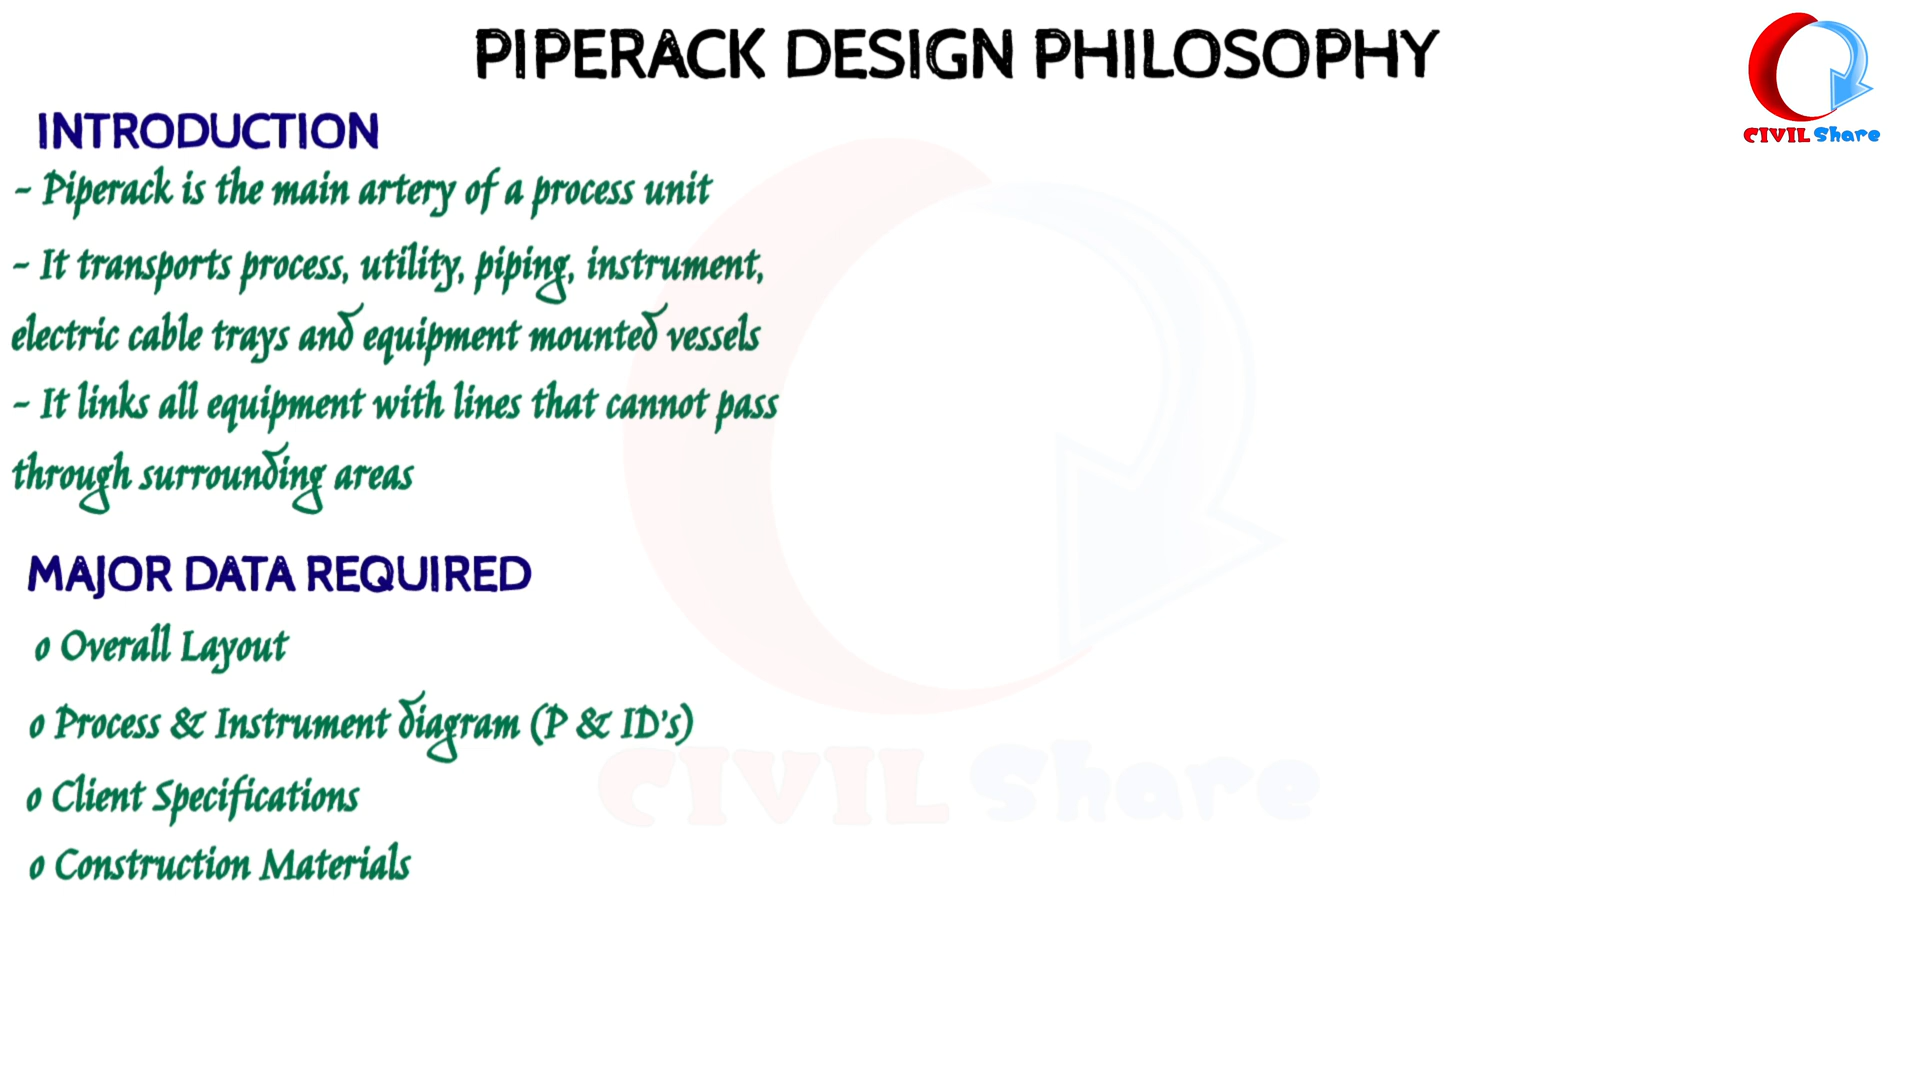 PIPERACK DESIGN PHILOSOPHY
CIVIL Share
INTRODUCTION
- Piperack is the main artery of a process unit
- It transports process, utility, piping, instrument,
electric cable trays and equipment mounted vessels
- It links all equipment with lines that cannot pass
through surrounding areas
MAJOR DATA REQUIRED
o Overall Layout
o Process & Instrument diagram (P & ID's)
o Client Specifications
o Construction Materials
CIVIL Share